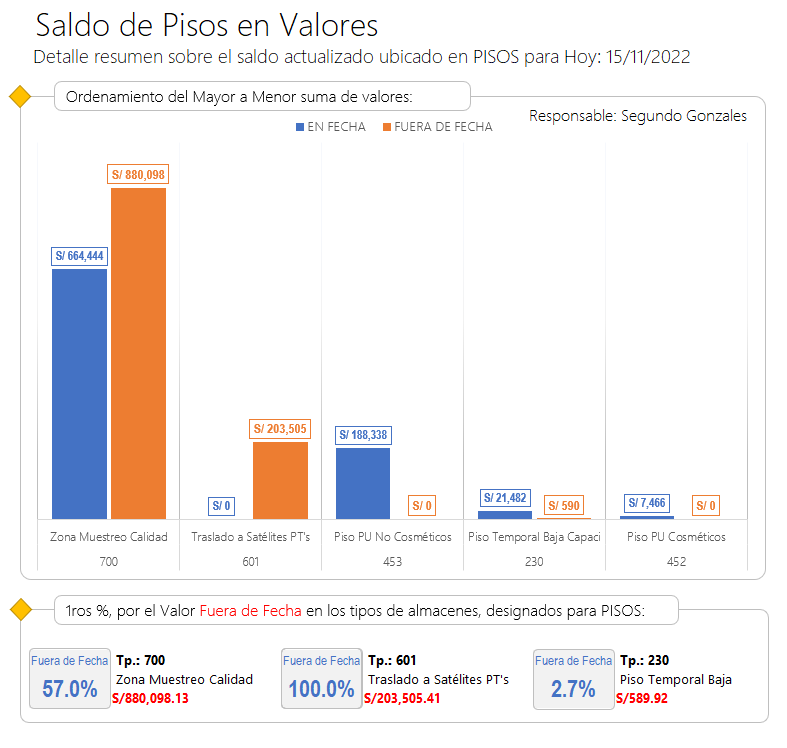 Saldo de Pisos en Valores
Detalle resumen sobre el saldo actualizado ubicado en PISOS para Hoy: 15/11/2022
Ordenamiento del Mayor a Menor suma de valores:
Responsable: Segundo Gonzales
EN FECHA FUERA DE FECHA
S/ 880,098
S/ 664,444
S/ 203,505
S/ 188,338
S/ 0
S/ 0
S/ 21,482
S/ 590
S/ 7,466
S/ 0
Zona Muestreo Calidad Traslado a Satélites PT's Piso PU No Cosméticos Piso Temporal Baja Capaci Piso PU Cosméticos
700 601 453 230 452
1ros %, por el Valor Fuera de Fecha en los tipos de almacenes, designados para PISOS:
Fuera de Fecha
57.0%
Tp.: 700
Zona Muestreo Calidad
S/880,098.13
Fuera de Fecha
100.0%
Tp.: 601
Traslado a Satélites PT's
S/203,505.41
Fuera de Fecha
2.7%
Tp.: 230
Piso Temporal Baja
S/589.92